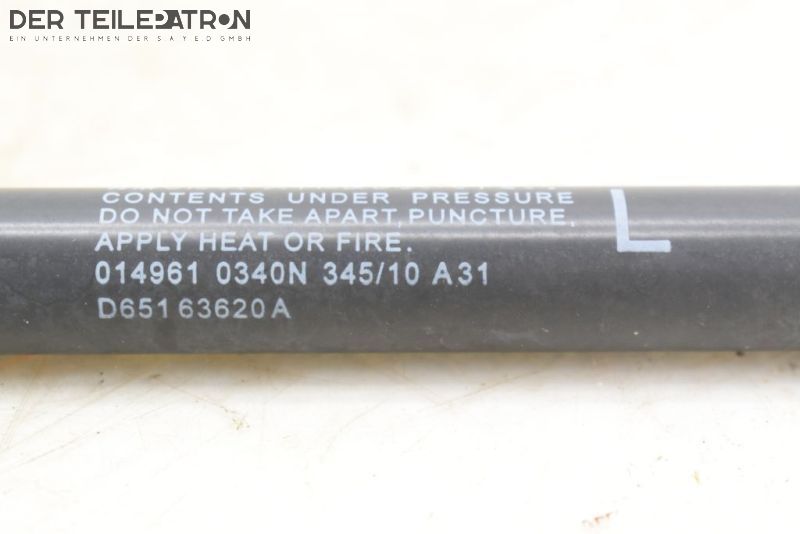 DER TEILEPATRON
EIN UNTERNEHMEN DER S A Y E.D GMBH
CONTENTS UNDER PRESSURE
DO NOT TAKE APART, PUNCTURE,
APPLY HEAT OR FIRE.
L
014961 0340N 345/10 A31
D65163620A